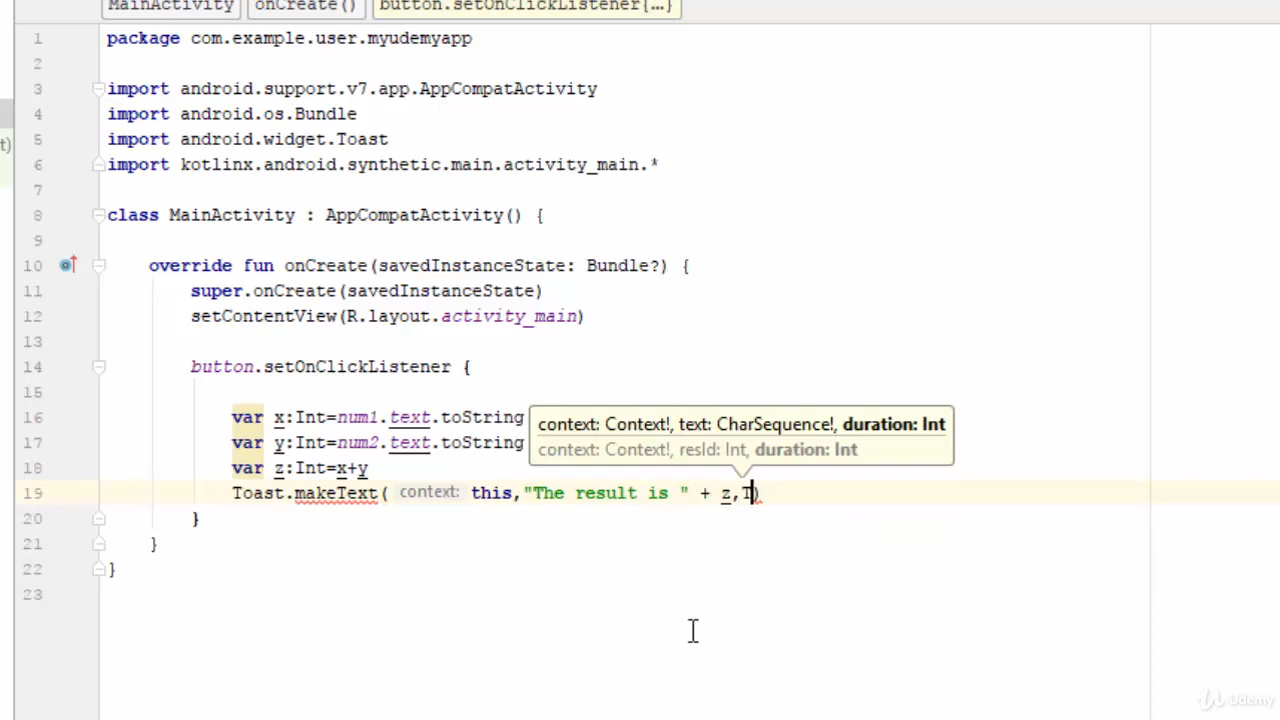 MainActivity onCreate() button.setOnClickListener{...}
1 package com.example.user.myudemyapp
2
3 import android.support.v7.app.AppCompatActivity
4 import android.os.Bundle
t) 5 import android.widget.Toast
6 import kotlinx.android.synthetic.main.activity_main.*
7
8 class MainActivity : AppCompatActivity() {
9
10 override fun onCreate(savedInstanceState: Bundle?) {
11 super.onCreate(savedInstanceState)
12 setContentView(R.layout.activity_main)
13
14 button.setOnClickListener {
15
16 var x:Int=num1.text.toString
context: Context!, text: CharSequence!, duration: Int
17 var y:Int=num2.text.toString
context: Context!, resId: Int, duration: Int
18 var z:Int=x+y
19 Toast.makeText( context: this,"The result is " + z,T)
20 }
21 }
22 }
23
Udemy